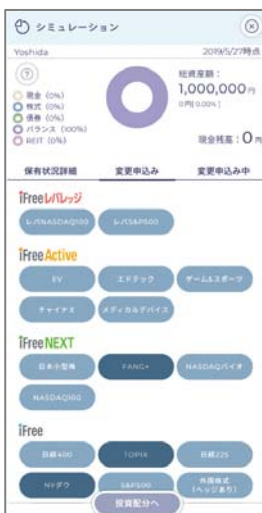 シミュレーション
Yoshida 2019/5/27時点
?
現金 (0%)
株式 (0%)
債券 (0%)
バランス (100%)
REIT (0%)
総資産額：
1,000,000円
0円[0.00%]
現金残高：0円
保有状況詳細 変更申込み 変更申込み中
iFreeレバレッジ
レバNASDAQ100 レバS&P500
iFreeActive
EV エドテック ゲーム&スポーツ
チャイナX メディカルデバイス
iFreeNEXT
日本小型株 FANG+ NASDAQバイオ
NASDAQ100
iFree
日経400 TOPIX 日経225
NYダウ S&P500 外国株式
(ヘッジあり)
投資配分へ